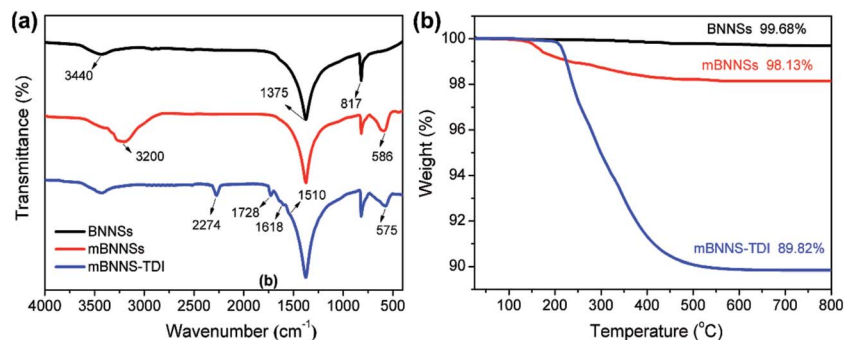 (a)
Transmittance (%)
3440
1375
817
3200
586
2274
1728
1618
1510
575
BNNSs
mBNNSs
mBNNS-TDI
(b)
4000 3500 3000 2500 2000 1500 1000 500
Wavenumber (cm-1)
(b)
Weight (%)
100
98
96
94
92
90
BNNSs 99.68%
mBNNSs 98.13%
mBNNS-TDI 89.82%
100 200 300 400 500 600 700 800
Temperature (oC)